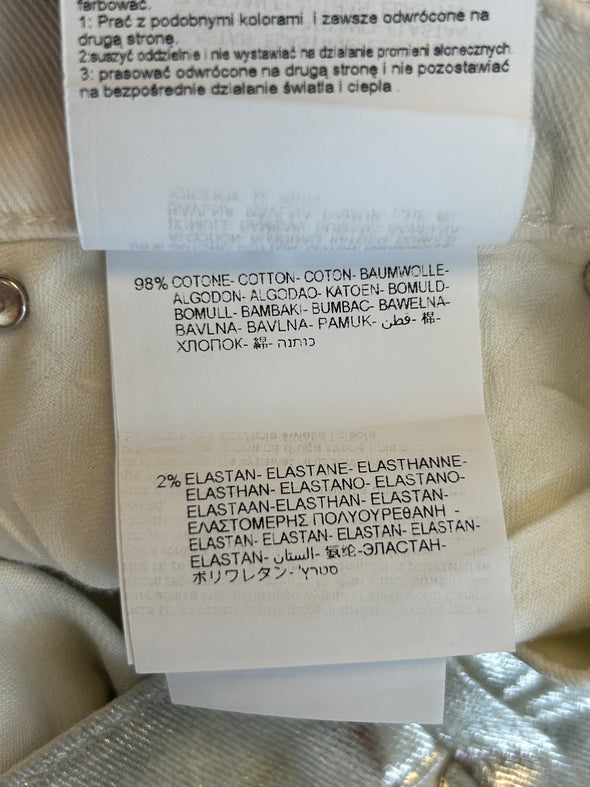 farbować.
1: Prać z podobnymi kolorami i zawsze odwrócone na
drugą stronę.
2:suszyć oddzielnie i nie wystawiać na działanie promieni słonecznych.
3: prasować odwrócone na drugą stronę i nie pozostawiać
na bezpośrednie działanie światła i ciepła .
98% COTONE- COTTON- COTON- BAUMWOLLE-
ALGODON- ALGODAO- KATOEN- BOMULD-
BOMULL- BAMBAKI- BUMBAC- BAWELNA-
BAVLNA- BAVLNA- PAMUK- قطن- 棉-
ХЛОПОК- 綿- כותנה
2% ELASTAN- ELASTANE- ELASTHANNE-
ELASTHAN- ELASTANO- ELASTANO-
ELASTAAN-ELASTHAN- ELASTAN-
ΕΛΑΣΤΟΜΕΡΗΣ ΠΟΛΥΟΥΡΕΘΑΝΗ -
ELASTAN- ELASTAN- ELASTAN- ELASTAN-
ELASTAN- الستان- 氨纶-ЭЛАСТАН-
ポリウレタン- סטרץ'